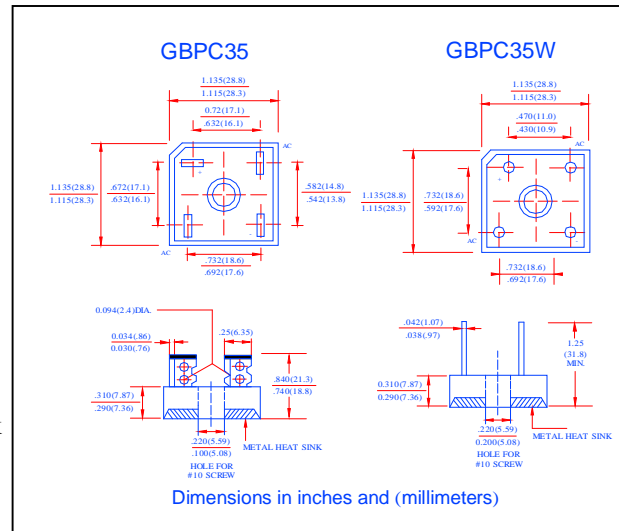 GBPC35
GBPC35W
1.135(28.8)
1.115(28.3)
0.72(17.1)
.632(16.1)
AC
1.135(28.8)
1.115(28.3)
.672(17.1)
.632(16.1)
+
.582(14.8)
.542(13.8)
-
AC
.732(18.6)
.692(17.6)
1.135(28.8)
1.115(28.3)
.470(11.0)
.430(10.9)
AC
1.135(28.8)
1.115(28.3)
.732(18.6)
.592(17.6)
+
-
AC
.732(18.6)
.692(17.6)
0.094(2.4)DIA.
0.034(.86)
0.030(.76)
.25(6.35)
.310(7.87)
.290(7.36)
.840(21.3)
.740(18.8)
.220(5.59)
.100(5.08)
METAL HEAT SINK
HOLE FOR
#10 SCREW
.042(1.07)
.038(.97)
1.25
(31.8)
MIN.
0.310(7.87)
0.290(7.36)
.220(5.59)
0.200(5.08)
METAL HEAT SINK
HOLE FOR
#10 SCREW
Dimensions in inches and (millimeters)